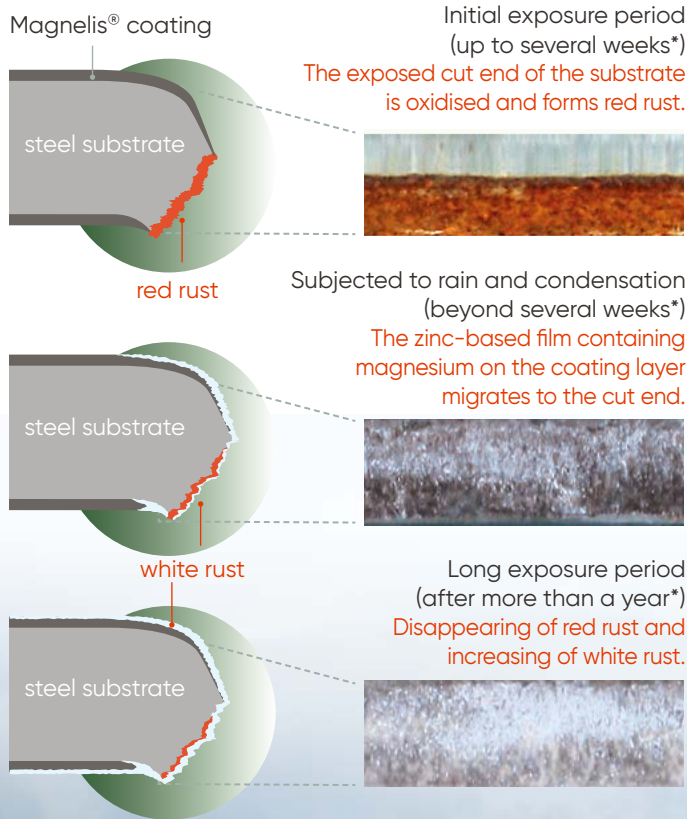 Magnelis® coating
Initial exposure period
(up to several weeks*)
The exposed cut end of the substrate
is oxidised and forms red rust.
steel substrate
red rust
Subjected to rain and condensation
(beyond several weeks*)
The zinc-based film containing
magnesium on the coating layer
migrates to the cut end.
steel substrate
white rust
Long exposure period
(after more than a year*)
Disappearing of red rust and
increasing of white rust.
steel substrate